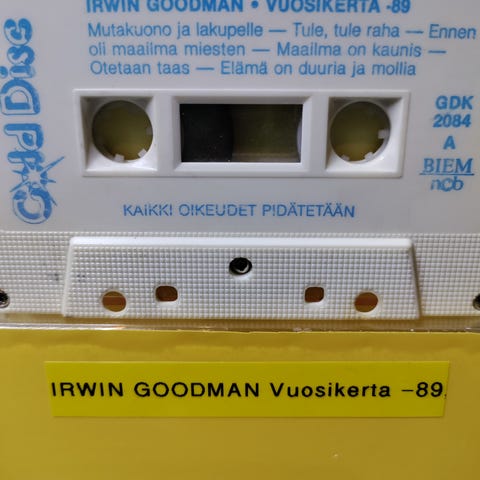 IRWIN GOODMAN • VUOSIKERTA -89
Mutakuono ja lakupelle — Tule, tule raha — Ennen
oli maailma miesten — Maailma on kaunis —
Otetaan taas — Elämä on duuria ja mollia
Gold Disc
GDK
2084
A
BIEM
ncb
KAIKKI OIKEUDET PIDÄTETÄÄN
IRWIN GOODMAN Vuosikerta -89